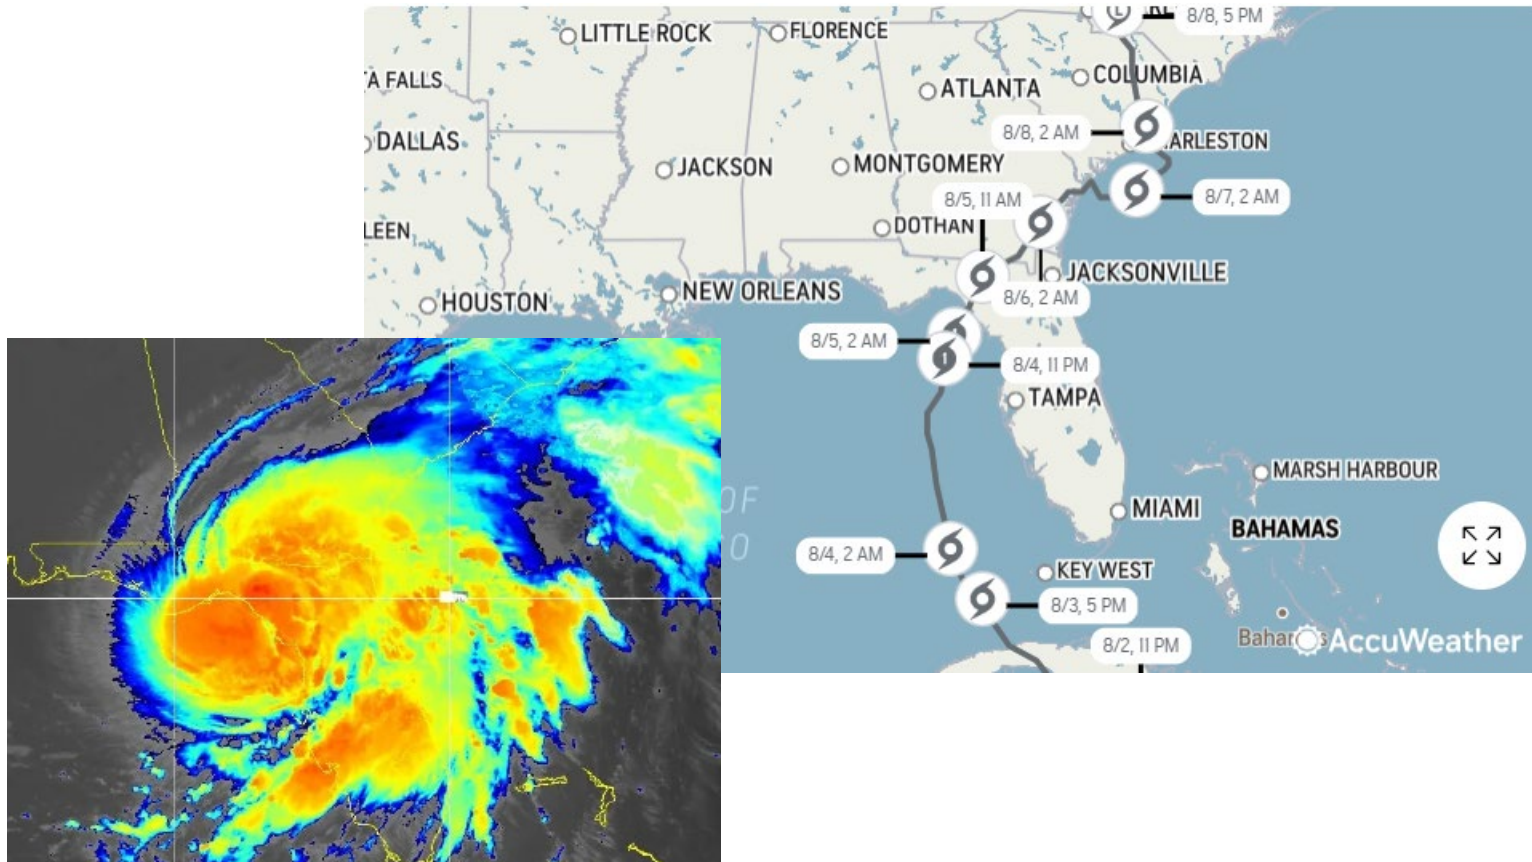 8/8, 5 PM
LITTLE ROCK
FLORENCE
A FALLS
COLUMBIA
ATLANTA
8/8, 2 AM
DALLAS
ARLESTON
JACKSON
MONTGOMERY
8/5, 11 AM
8/7, 2 AM
LEEN
DOTHAN
JACKSONVILLE
HOUSTON
NEW ORLEANS
8/6, 2 AM
8/5, 2 AM
8/4, 11 PM
TAMPA
MARSH HARBOUR
OF
MIAMI
BAHAMAS
O
8/4, 2 AM
KEY WEST
8/3, 5 PM
8/2, 11 PM
AccuWeather